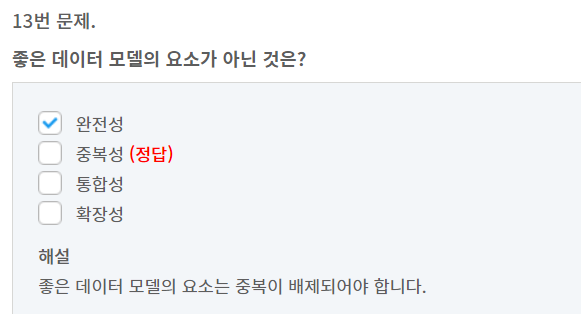 13번 문제.
좋은 데이터 모델의 요소가 아닌 것은?
완전성
중복성 (정답)
통합성
확장성
해설
좋은 데이터 모델의 요소는 중복이 배제되어야 합니다.